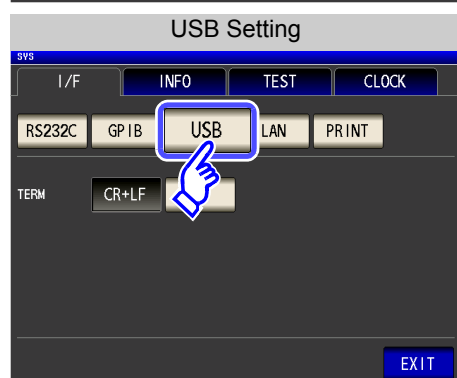 USB Setting
SYS
I/F INFO TEST CLOCK
RS232C GPIB USB LAN PRINT
TERM CR+LF
EXIT